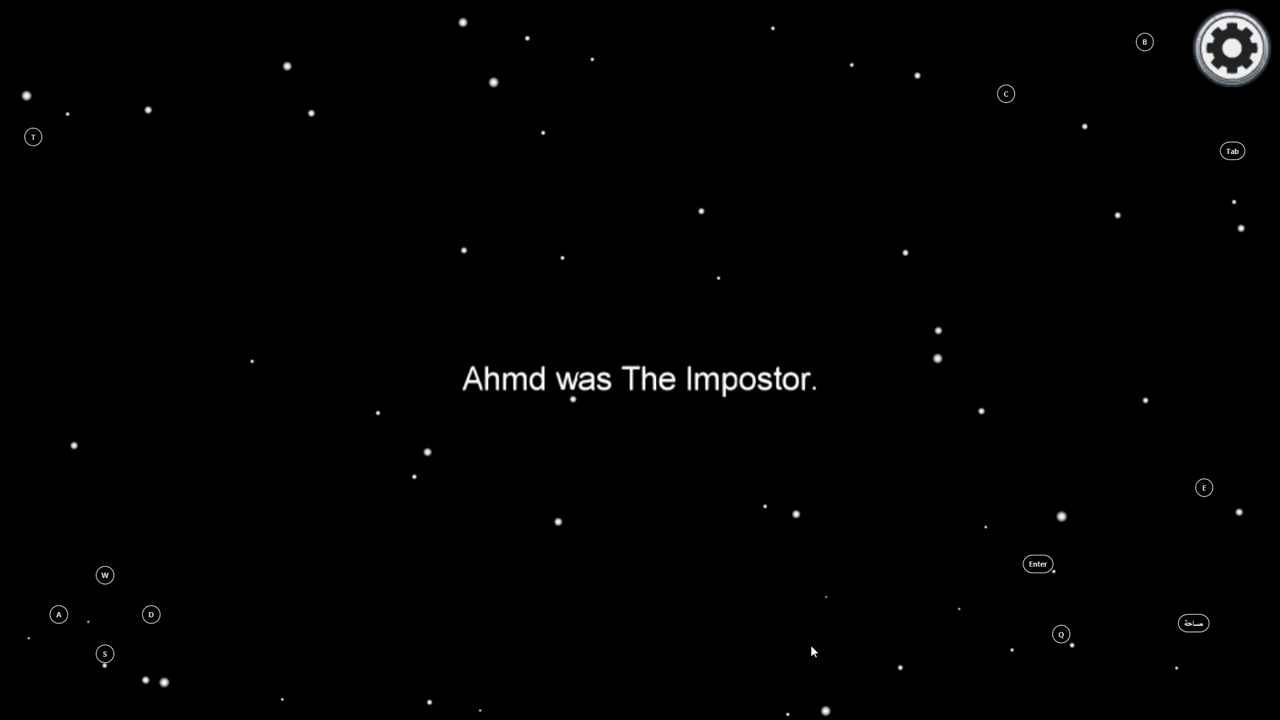 B
C
T
Tab
Ahmd was The Impostor.
E
Enter
W
A D
مساحة
Q
S